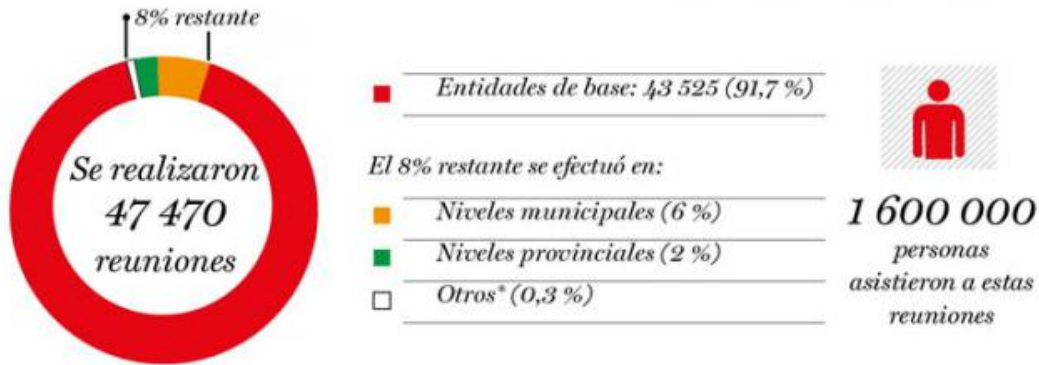 8% restante
Se realizaron
47 470
reuniones
Entidades de base: 43 525 (91,7 %)
El 8% restante se efectuó en:
Niveles municipales (6 %)
Niveles provinciales (2 %)
Otros* (0,3 %)
1 600 000
personas
asistieron a estas
reuniones